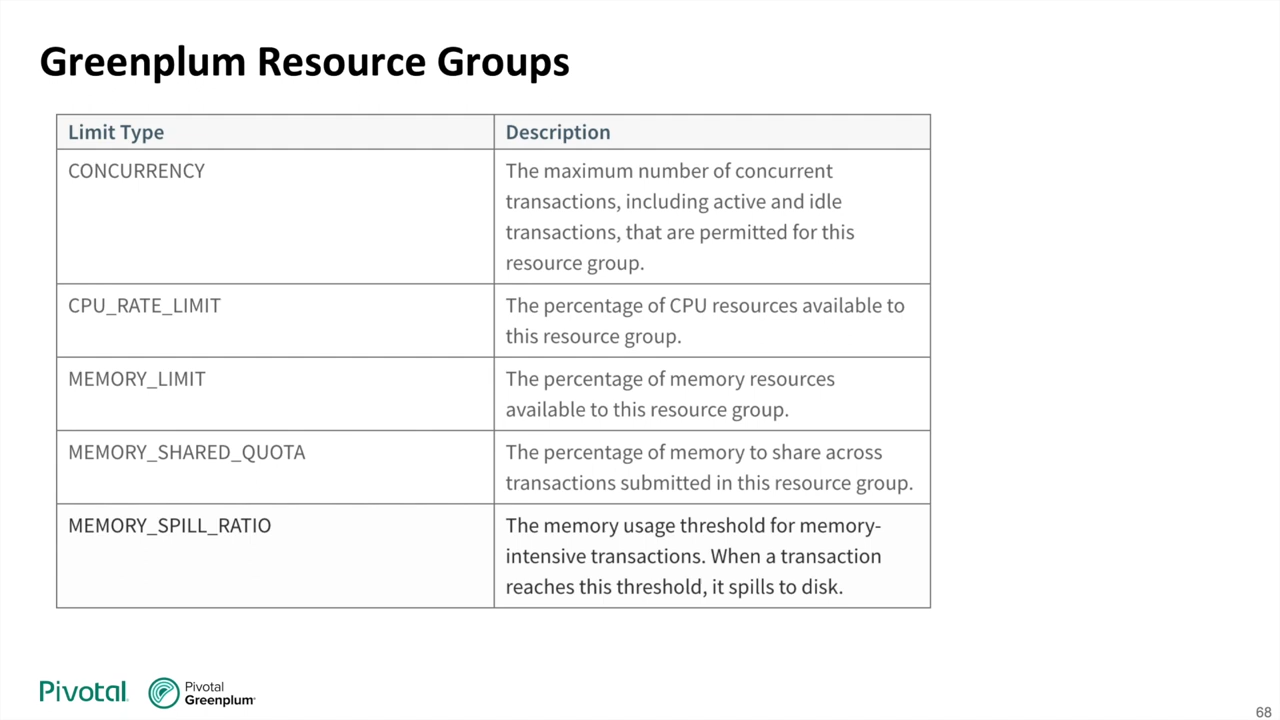 Greenplum Resource Groups
Limit Type
Description
CONCURRENCY
The maximum number of concurrent
transactions, including active and idle
transactions, that are permitted for this
resource group.
CPU_RATE_LIMIT
The percentage of CPU resources available to
this resource group.
MEMORY_LIMIT
The percentage of memory resources
available to this resource group.
MEMORY_SHARED_QUOTA
The percentage of memory to share across
transactions submitted in this resource group.
MEMORY_SPILL_RATIO
The memory usage threshold for memory-
intensive transactions. When a transaction
reaches this threshold, it spills to disk.
Pivotal
Pivotal
Greenplum
68